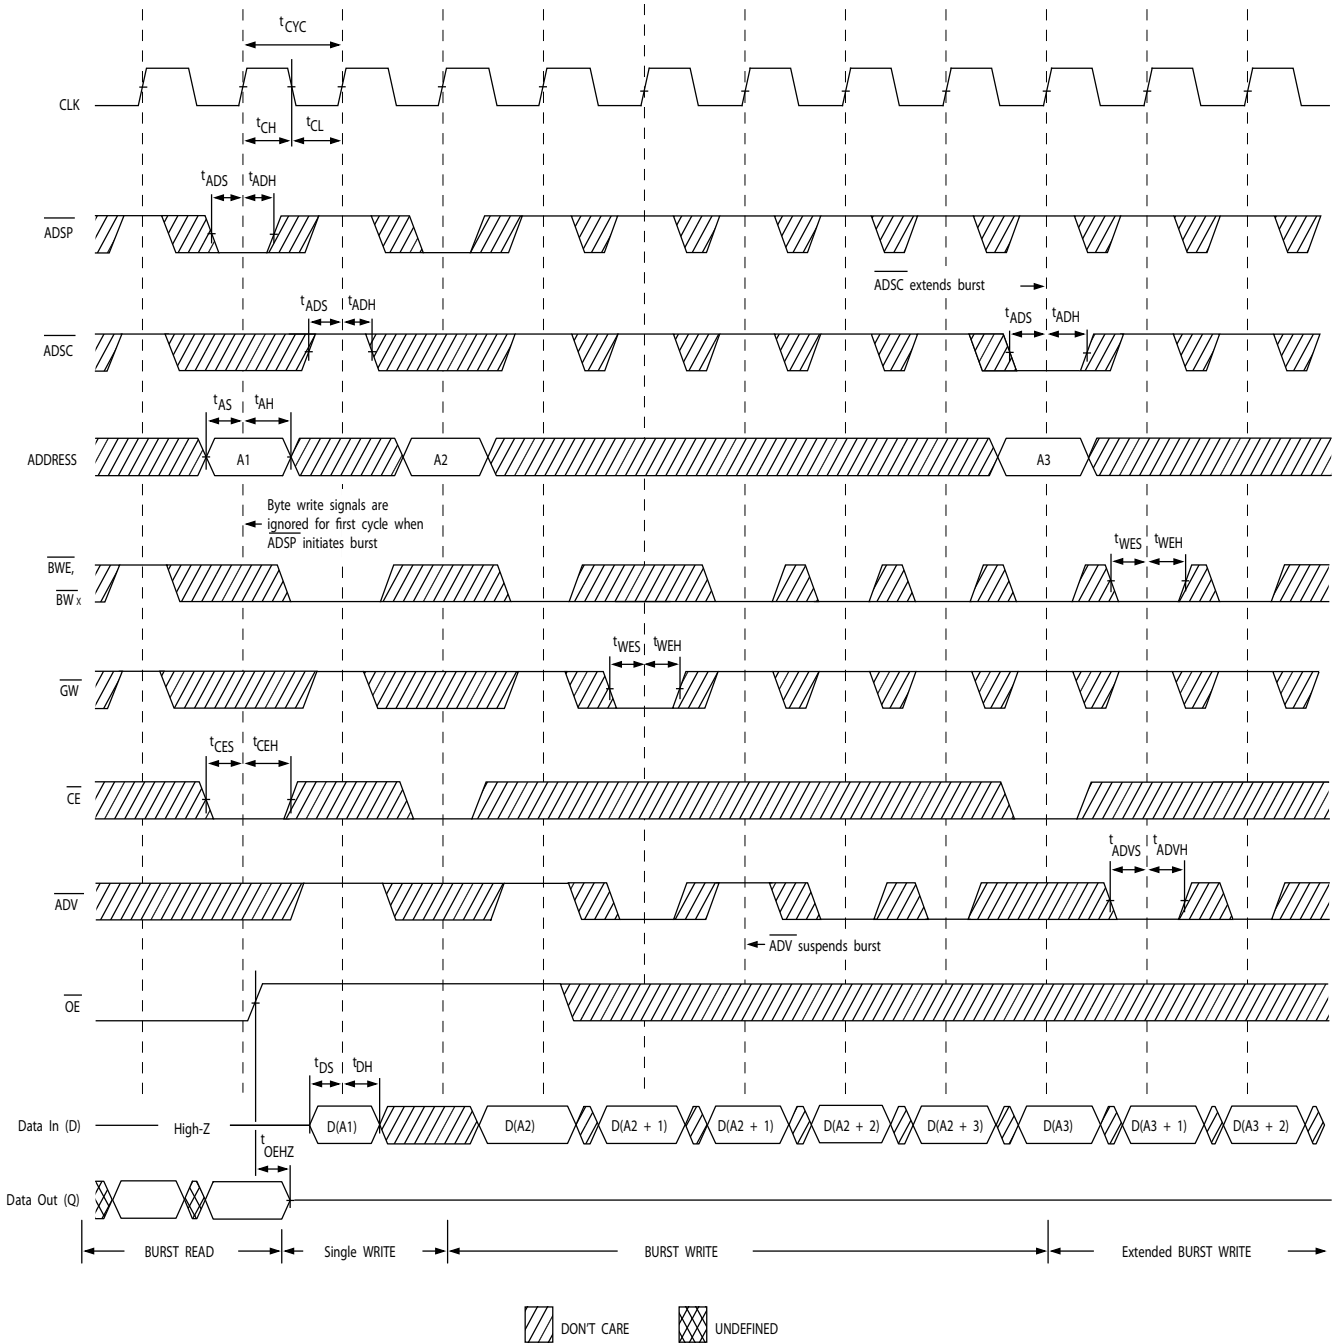 tCYC
CLK
tCH
tCL
tADS
tADH
ADSP
ADSC extends burst
tADS
tADH
tADS
tADH
ADSC
tAS
tAH
ADDRESS
A1
A2
A3
Byte write signals are
ignored for first cycle when
ADSP initiates burst
tWES
tWEH
BWE,
BW x
tWES
tWEH
GW
tCES
tCEH
CE
tADVS
tADVH
ADV
ADV suspends burst
OE
tDS
tDH
Data In (D)
High-Z
D(A1)
D(A2)
D(A2 + 1)
D(A2 + 1)
D(A2 + 2)
D(A2 + 3)
D(A3)
D(A3 + 1)
D(A3 + 2)
tOEHZ
Data Out (Q)
BURST READ
Single WRITE
BURST WRITE
Extended BURST WRITE
DON'T CARE
UNDEFINED